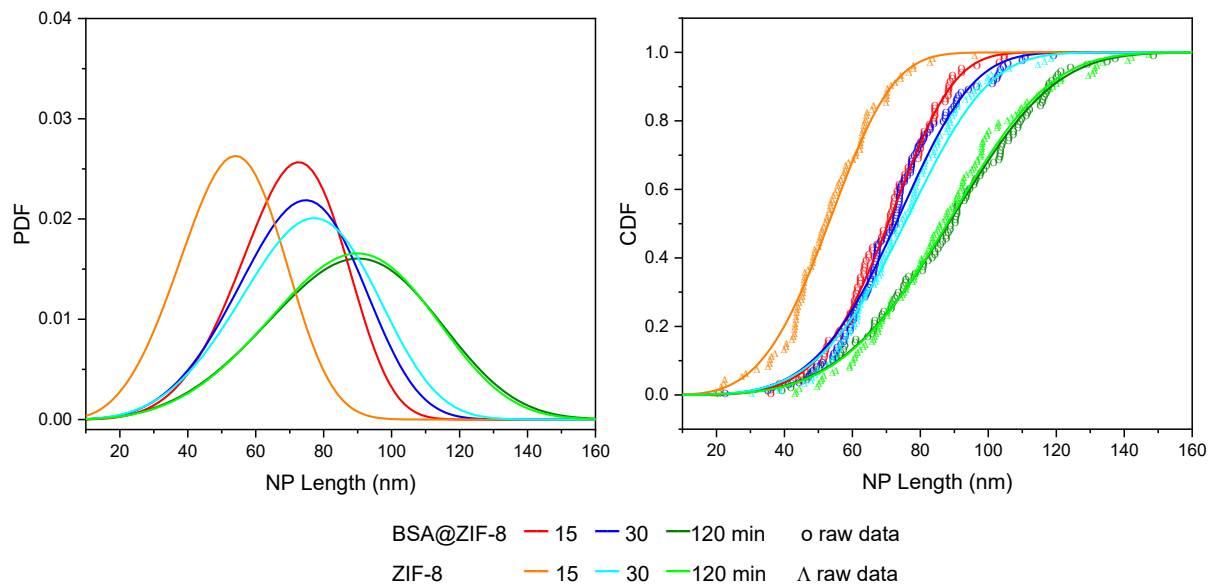 0.04
0.03
0.02
0.01
0.00
PDF
20 40 60 80 100 120 140 160
NP Length (nm)
1.0
0.8
0.6
0.4
0.2
0.0
CDF
20 40 60 80 100 120 140 160
NP Length (nm)
BSA@ZIF-8 15 30 120 min o raw data
ZIF-8 15 30 120 min Λ raw data